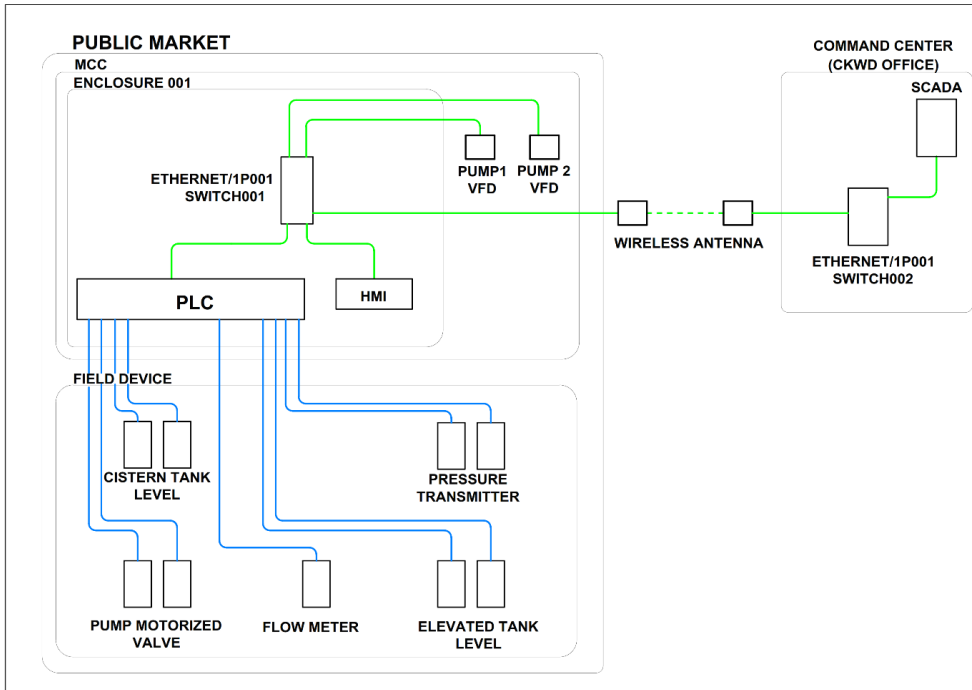 PUBLIC MARKET
MCC
ENCLOSURE 001
COMMAND CENTER
(CKWD OFFICE)
SCADA
ETHERNET/1P001
SWITCH001
PUMP1
VFD
PUMP 2
VFD
WIRELESS ANTENNA
ETHERNET/1P001
SWITCH002
PLC
HMI
FIELD DEVICE
CISTERN TANK
LEVEL
PRESSURE
TRANSMITTER
PUMP MOTORIZED
VALVE
FLOW METER
ELEVATED TANK
LEVEL